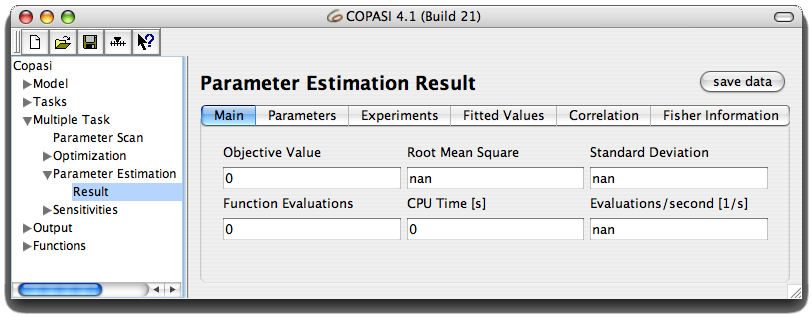 COPASI 4.1 (Build 21)
Copasi
Model
Tasks
Multiple Task
Parameter Scan
Optimization
Parameter Estimation
Result
Sensitivities
Output
Functions
Parameter Estimation Result
save data
Main Parameters Experiments Fitted Values Correlation Fisher Information
Objective Value Root Mean Square Standard Deviation
0 nan nan
Function Evaluations CPU Time [s] Evaluations/second [1/s]
0 0 nan